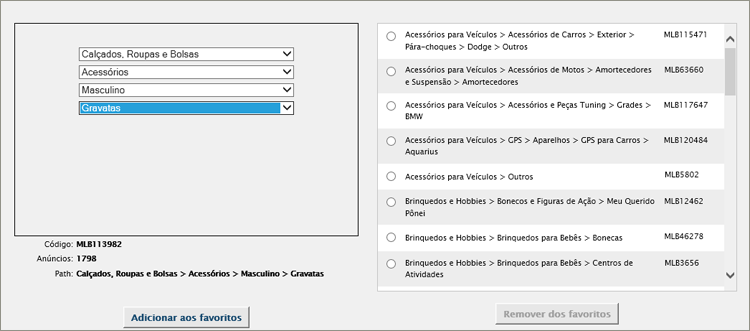 Calçados, Roupas e Bolsas
Acessórios
Masculino
Gravatas
Código: MLB113982
Anúncios: 1798
Path: Calçados, Roupas e Bolsas > Acessórios > Masculino > Gravatas
Adicionar aos favoritos
Acessórios para Veículos > Acessórios de Carros > Exterior > MLB115471
Pára-choques > Dodge > Outros
Acessórios para Veículos > Acessórios de Motos > Amortecedores MLB63660
e Suspensão > Amortecedores
Acessórios para Veículos > Acessórios e Peças Tuning > Grades > MLB117647
BMW
Acessórios para Veículos > GPS > Aparelhos > GPS para Carros > MLB120484
Aquarius
Acessórios para Veículos > Outros MLB5802
Brinquedos e Hobbies > Bonecos e Figuras de Ação > Meu Querido MLB12462
Pônei
Brinquedos e Hobbies > Brinquedos para Bebês > Bonecas MLB46278
Brinquedos e Hobbies > Brinquedos para Bebês > Centros de MLB3656
Atividades
Remover dos favoritos